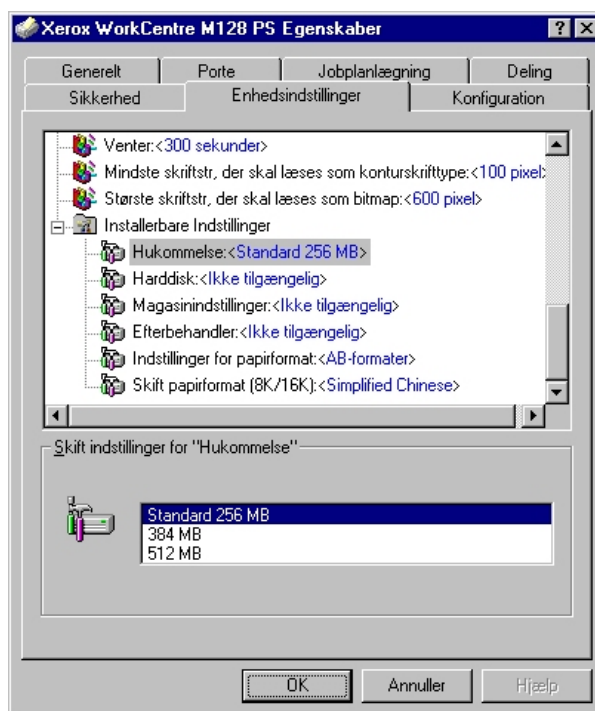 Xerox WorkCentre M128 PS Egenskaber
Generelt Porte Jobplanlægning Deling
Sikkerhed Enhedsindstillinger Konfiguration
Venter:<300 sekunder>
Mindste skriftstr, der skal læses som konturskrifttype:<100 pixel>
Største skriftstr, der skal læses som bitmap:<600 pixel>
Installerbare Indstillinger
Hukommelse:<Standard 256 MB>
Harddisk:<Ikke tilgængelig>
Magasinindstillinger:<Ikke tilgængelig>
Efterbehandler:<Ikke tilgængelig>
Indstillinger for papirformat:<AB-formater>
Skift papirformat (8K/16K):<Simplified Chinese>
Skift indstillinger for "Hukommelse"
Standard 256 MB
384 MB
512 MB
OK Annuller Hjælp